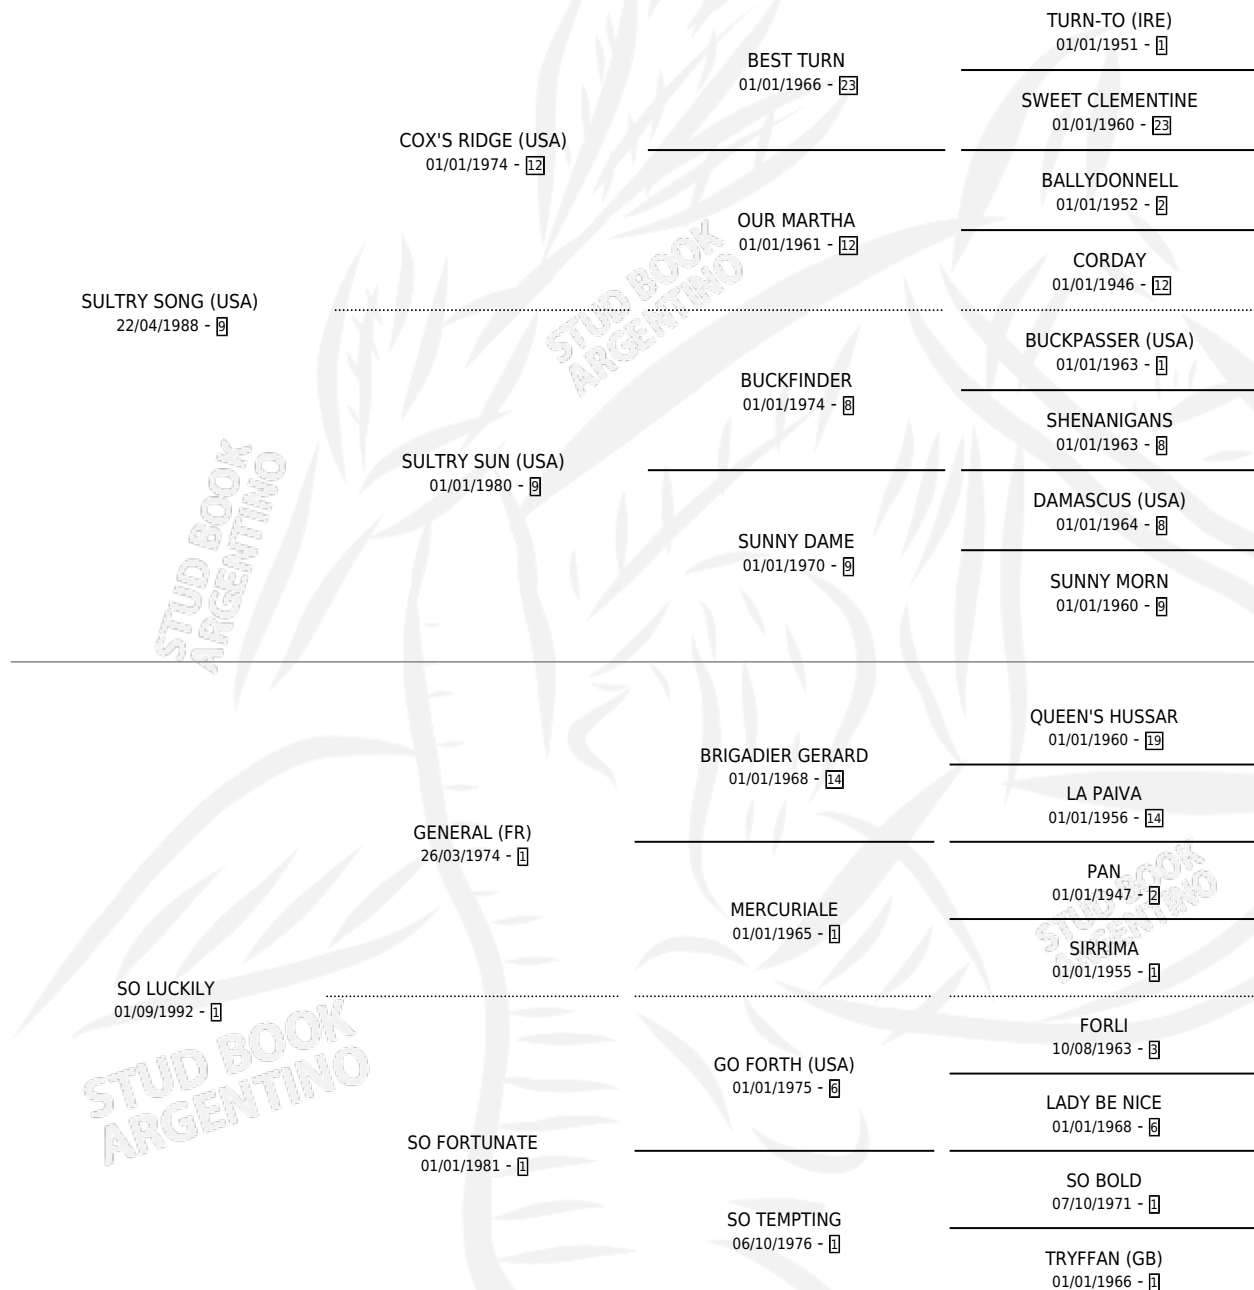 TURN-TO (IRE)
01/01/1951 - 1
BEST TURN
01/01/1966 - 23
SWEET CLEMENTINE
01/01/1960 - 23
COX'S RIDGE (USA)
01/01/1974 - 12
BALLYDONNELL
01/01/1952 - 2
OUR MARTHA
01/01/1961 - 12
CORDAY
01/01/1946 - 12
SULTRY SONG (USA)
22/04/1988 - 9
STUD BOOK
ARGENTINO
BUCKPASSER (USA)
01/01/1963 - 1
BUCKFINDER
01/01/1974 - 8
SHENANIGANS
01/01/1963 - 8
SULTRY SUN (USA)
01/01/1980 - 9
DAMASCUS (USA)
01/01/1964 - 8
SUNNY DAME
01/01/1970 - 9
SUNNY MORN
01/01/1960 - 9
STUD BOOK
ARGENTINO
QUEEN'S HUSSAR
01/01/1960 - 19
BRIGADIER GERARD
01/01/1968 - 14
LA PAIVA
01/01/1956 - 14
GENERAL (FR)
26/03/1974 - 1
PAN
01/01/1947 - 2
MERCURIALE
01/01/1965 - 1
SIRRIMA
01/01/1955 - 1
STUD BOOK
ARGENTINO
SO LUCKILY
01/09/1992 - 1
STUD BOOK
ARGENTINO
FORLI
10/08/1963 - 3
GO FORTH (USA)
01/01/1975 - 6
LADY BE NICE
01/01/1968 - 6
SO FORTUNATE
01/01/1981 - 1
SO BOLD
07/10/1971 - 1
SO TEMPTING
06/10/1976 - 1
TRYFFAN (GB)
01/01/1966 - 1